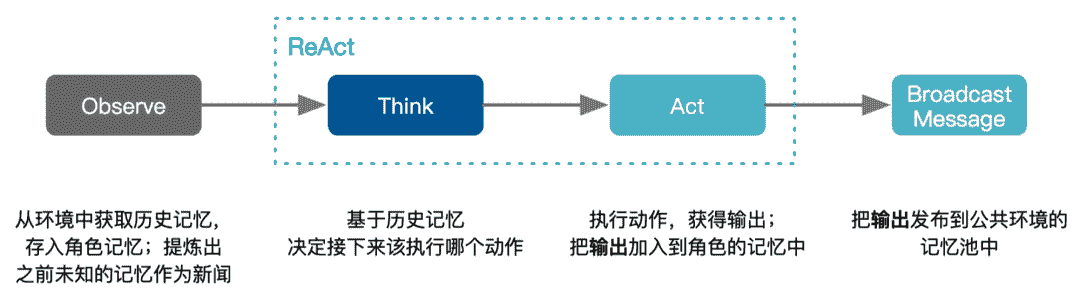 ReAct
Observe
Think
Act
Broadcast
Message
从环境中获取历史记忆，
存入角色记忆；提炼出
之前未知的记忆作为新闻
基于历史记忆
决定接下来该执行哪个动作
执行动作，获得输出；
把输出加入到角色的记忆中
把输出发布到公共环境的
记忆池中